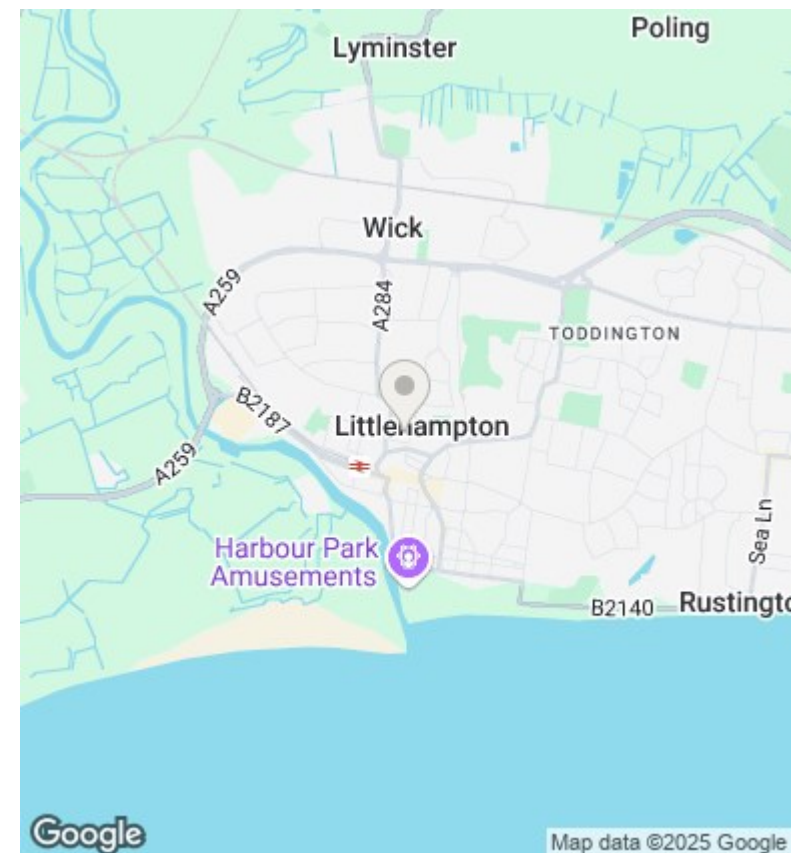 Poling
Lyminster
Wick
A259
A284
TODDINGTON
B2187
Littlehampton
A259
Sea Ln
Harbour Park
Amusements
B2140
Rustingto
Google
Map data ©2025 Google